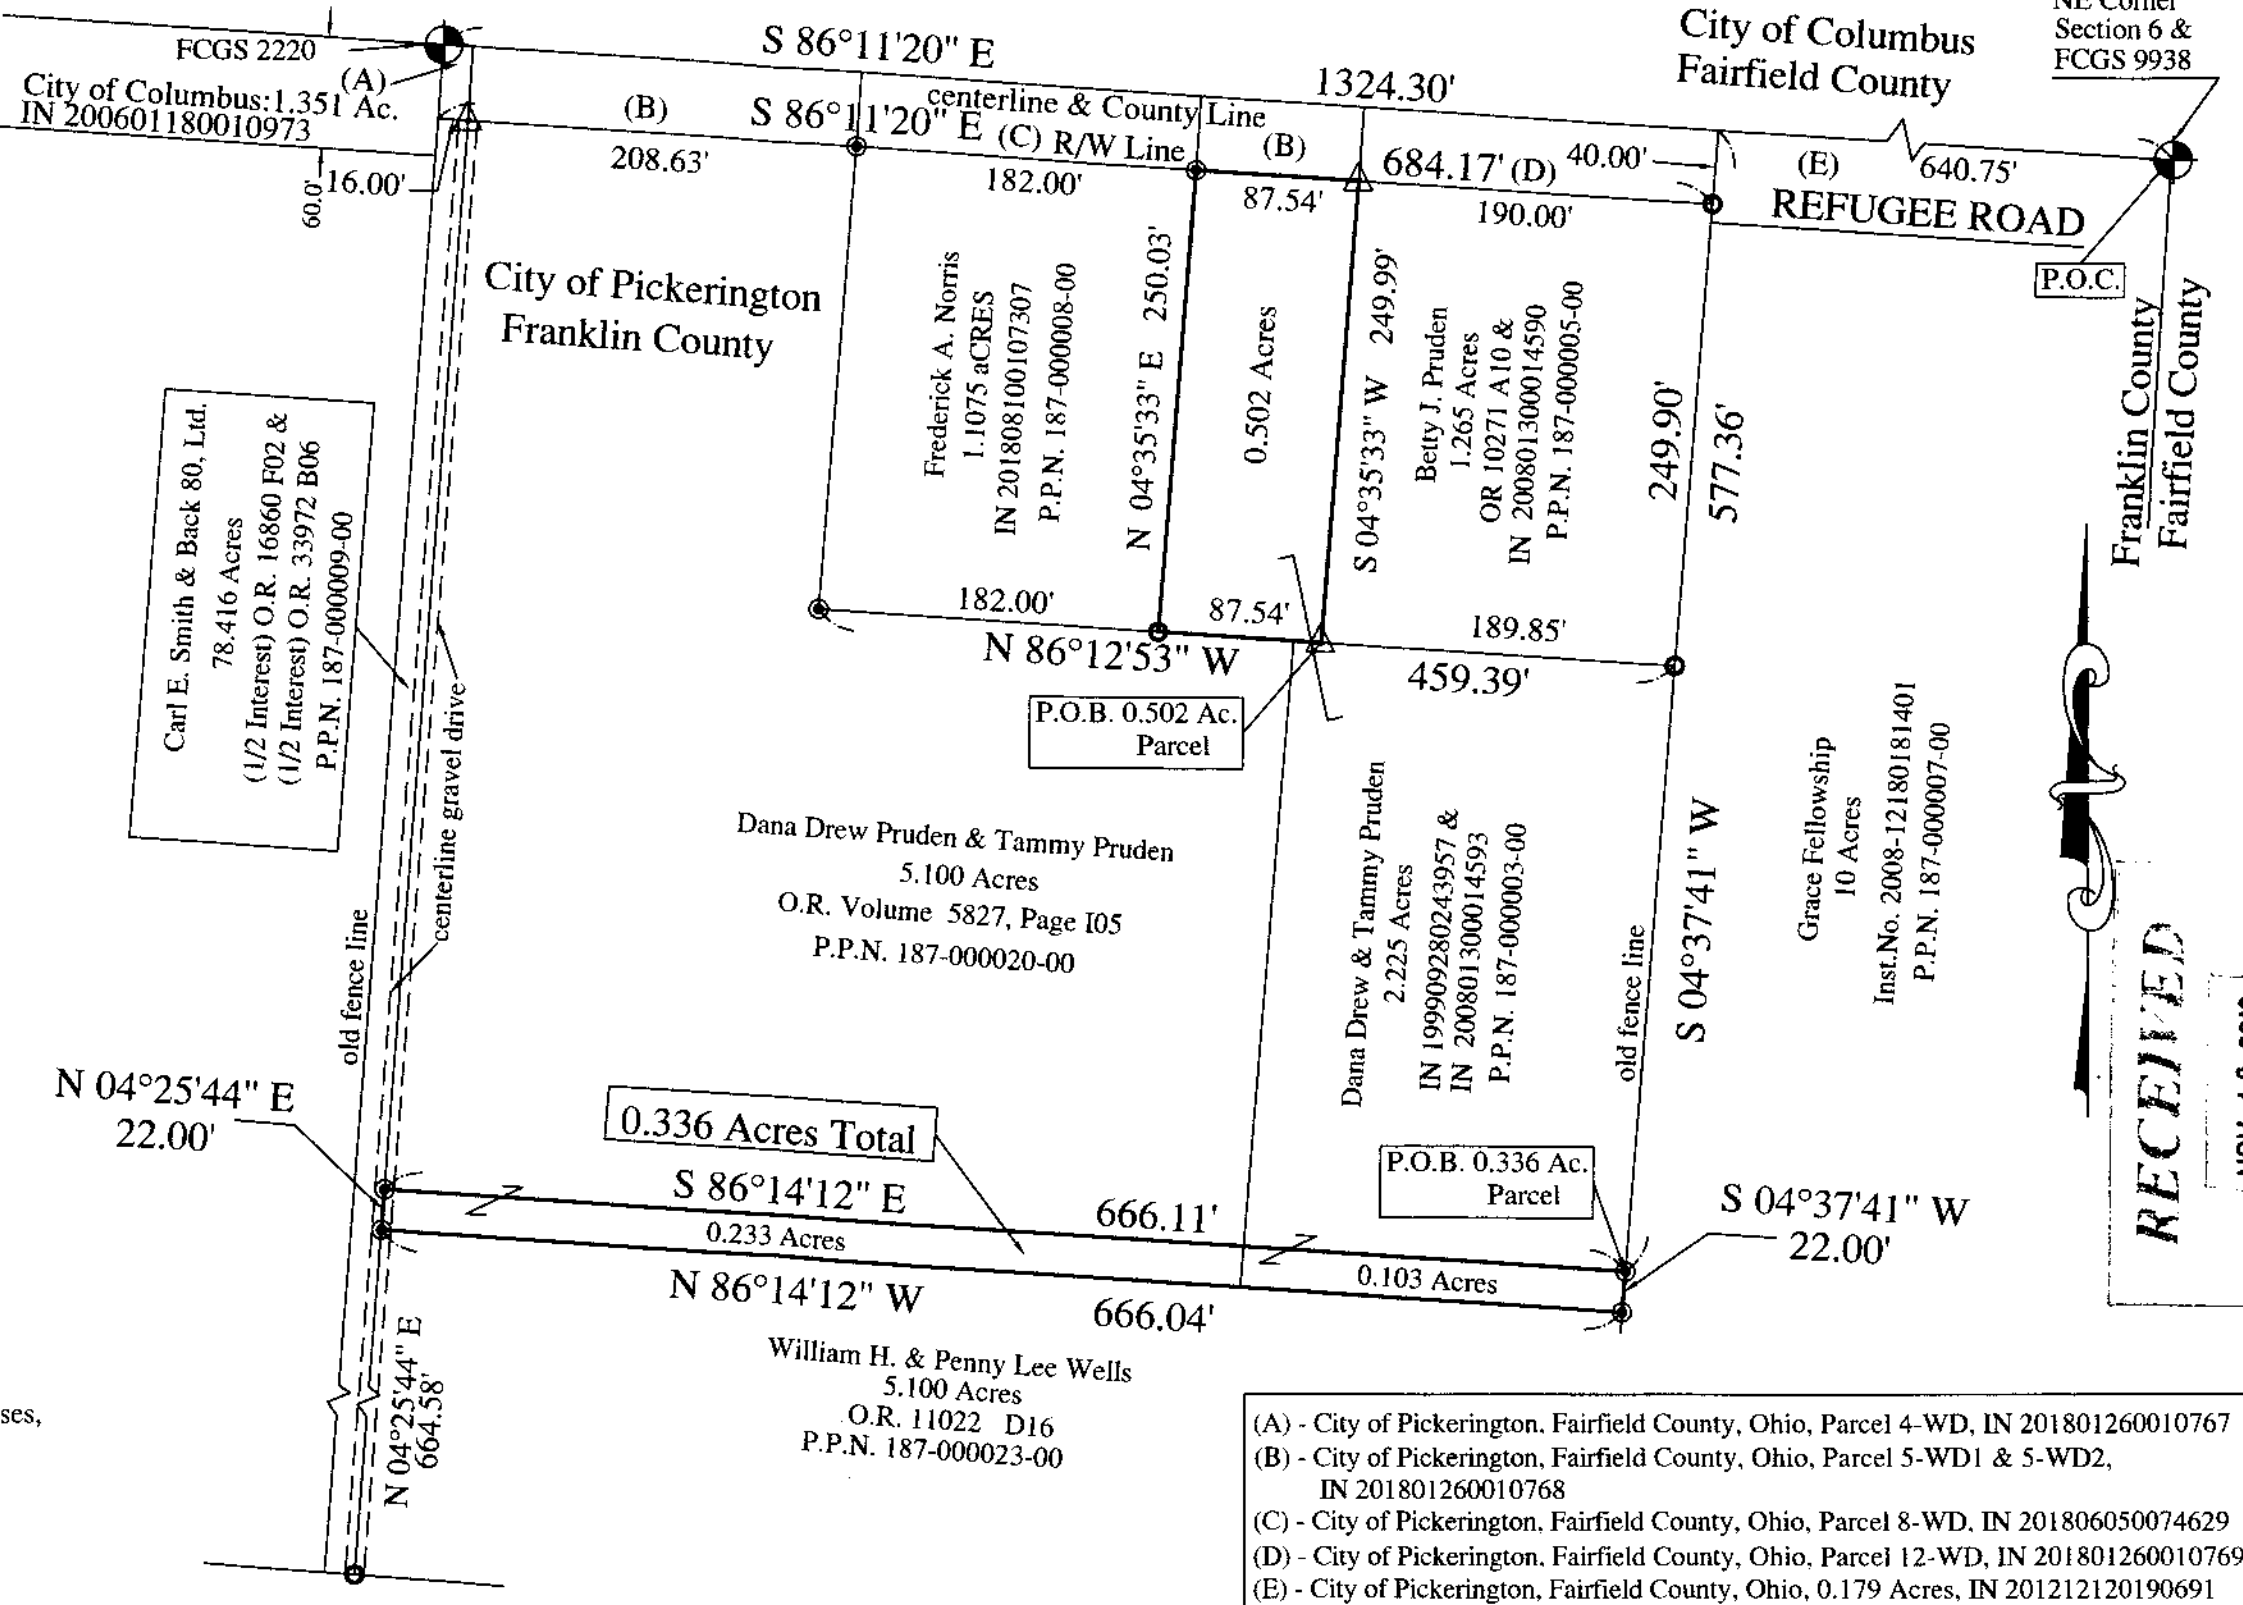 FCGS 2220
(A)
City of Columbus:1.351 Ac.
IN 200601180010973
60.0'
16.00'
S 86°11'20" E
1324.30'
centerline & County Line
(B)
S 86°11'20" E
(C) R/W Line
(B)
684.17'
(D)
40.00'
(E)
640.75'
208.63'
182.00'
87.54'
190.00'
REFUGEE ROAD
City of Columbus
Fairfield County
NE Corner
Section 6 &
FCGS 9938
P.O.C.
Franklin County
Fairfield County
City of Pickerington
Franklin County
Frederick A. Norris
1.1075 aCRES
IN 201808100107307
P.P.N. 187-000008-00
N 04°35'33" E 250.03'
0.502 Acres
S 04°35'33" W 249.99'
Betty J. Pruden
1.265 Acres
OR 10271 A10 &
IN 200801300014590
P.P.N. 187-000005-00
249.90'
577.36'
Carl E. Smith & Back 80, Ltd.
78.416 Acres
(1/2 Interest) O.R. 16860 F02 &
(1/2 Interest) O.R. 33972 B06
P.P.N. 187-000009-00
182.00'
87.54'
189.85'
N 86°12'53" W
459.39'
P.O.B. 0.502 Ac.
Parcel
centerline gravel drive
old fence line
Dana Drew Pruden & Tammy Pruden
5.100 Acres
O.R. Volume 5827, Page I05
P.P.N. 187-000020-00
Dana Drew & Tammy Pruden
2.225 Acres
IN 199909280243957 &
IN 200801300014593
P.P.N. 187-000003-00
old fence line
S 04°37'41" W
Grace Fellowship
10 Acres
Inst.No. 2008-12180181401
P.P.N. 187-000007-00
RECEIVED
N 04°25'44" E
22.00'
0.336 Acres Total
P.O.B. 0.336 Ac.
Parcel
S 04°37'41" W
22.00'
S 86°14'12" E
666.11'
0.233 Acres
0.103 Acres
N 86°14'12" W
666.04'
William H. & Penny Lee Wells
5.100 Acres
O.R. 11022 D16
P.P.N. 187-000023-00
N 04°25'44" E
664.58'
ses,
(A) - City of Pickerington, Fairfield County, Ohio, Parcel 4-WD, IN 201801260010767
(B) - City of Pickerington, Fairfield County, Ohio, Parcel 5-WD1 & 5-WD2,
IN 201801260010768
(C) - City of Pickerington, Fairfield County, Ohio, Parcel 8-WD, IN 201806050074629
(D) - City of Pickerington, Fairfield County, Ohio, Parcel 12-WD, IN 201801260010769
(E) - City of Pickerington, Fairfield County, Ohio, 0.179 Acres, IN 201212120190691